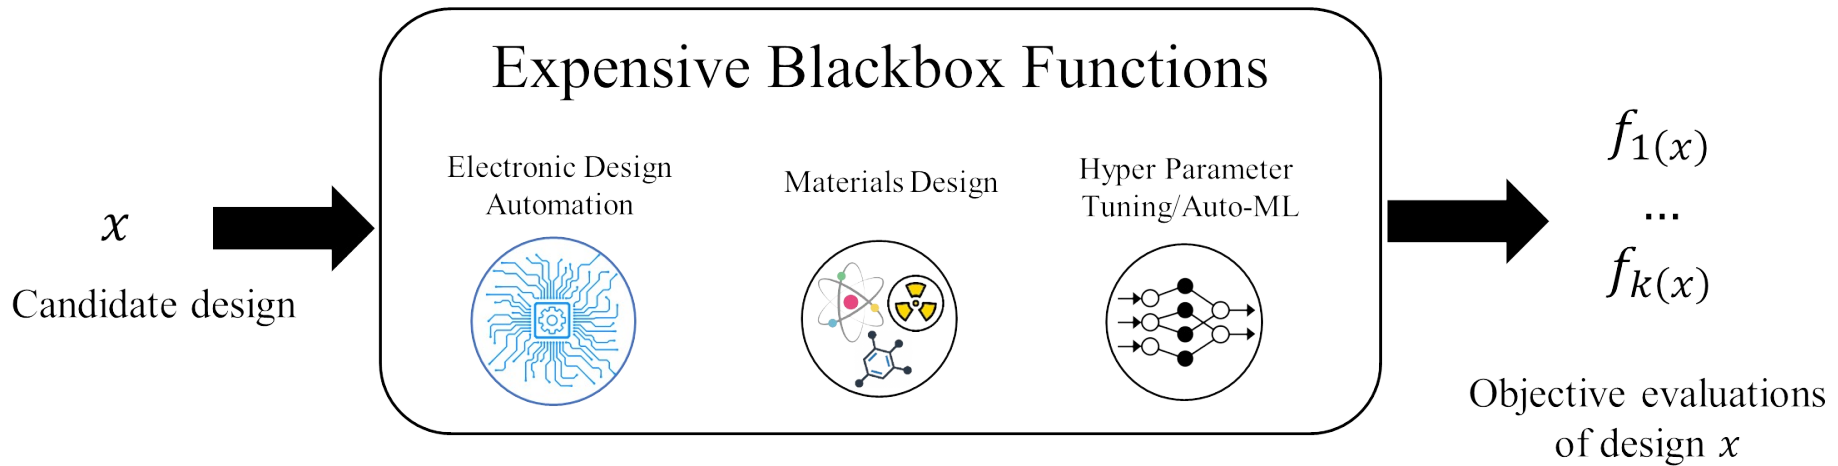 Expensive Blackbox Functions
Electronic Design
Automation
Materials Design
Hyper Parameter
Tuning/Auto-ML
x
Candidate design
f1(x)
...
fk(x)
Objective evaluations
of design x